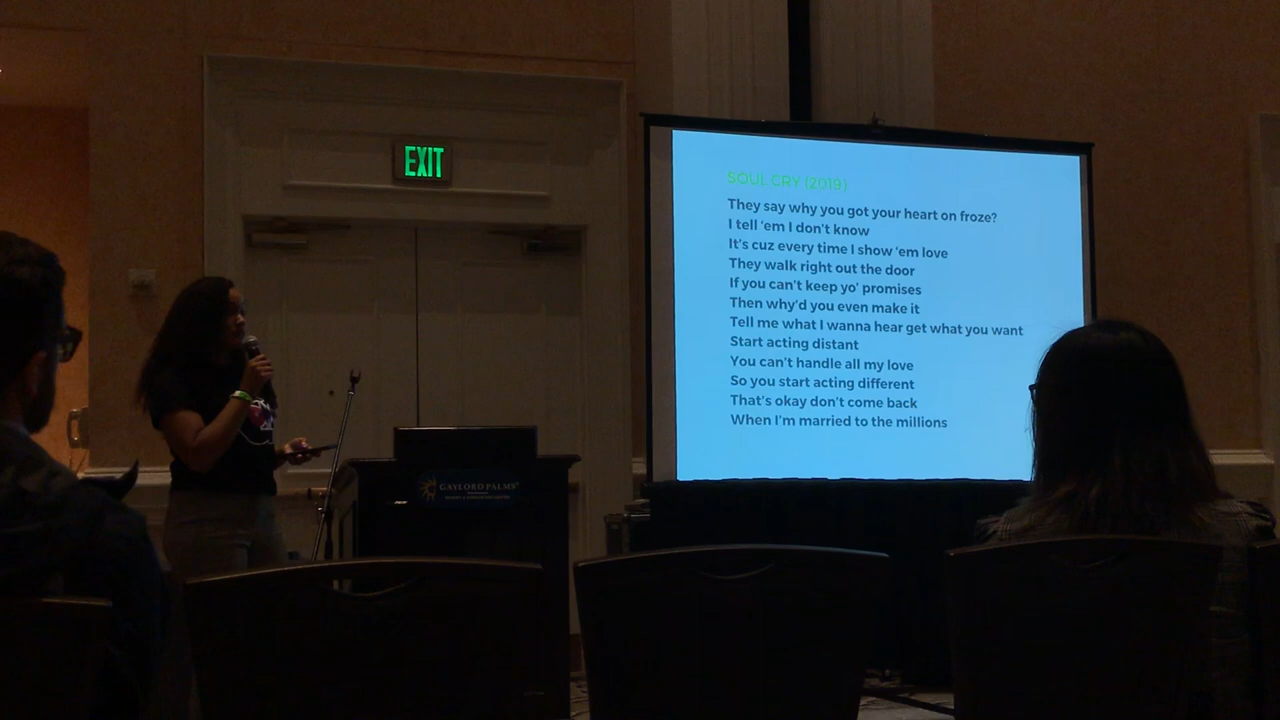 EXIT
SOUL CRY (2019)
They say why you got your heart on froze?
I tell 'em I don't know
It's cuz every time I show 'em love
They walk right out the door
If you can't keep yo' promises
Then why'd you even make it
Tell me what I wanna hear get what you want
Start acting distant
You can't handle all my love
So you start acting different
That's okay don't come back
When I'm married to the millions
GAYLORD PALMS